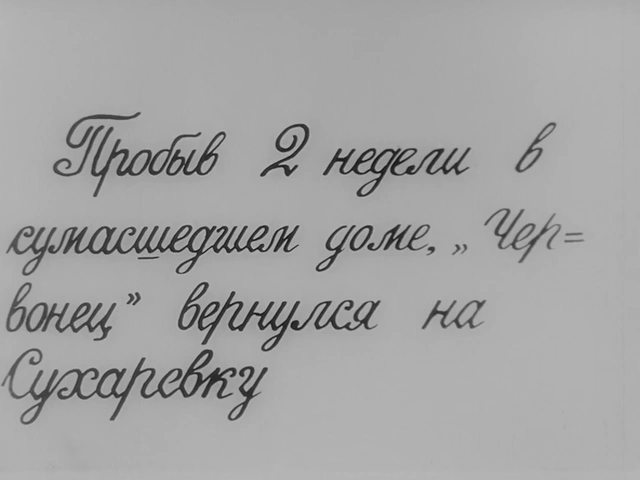 Пробыв 2 недели в
сумасшедшем доме, „Чер=
вонец” вернулся на
Сухаревку